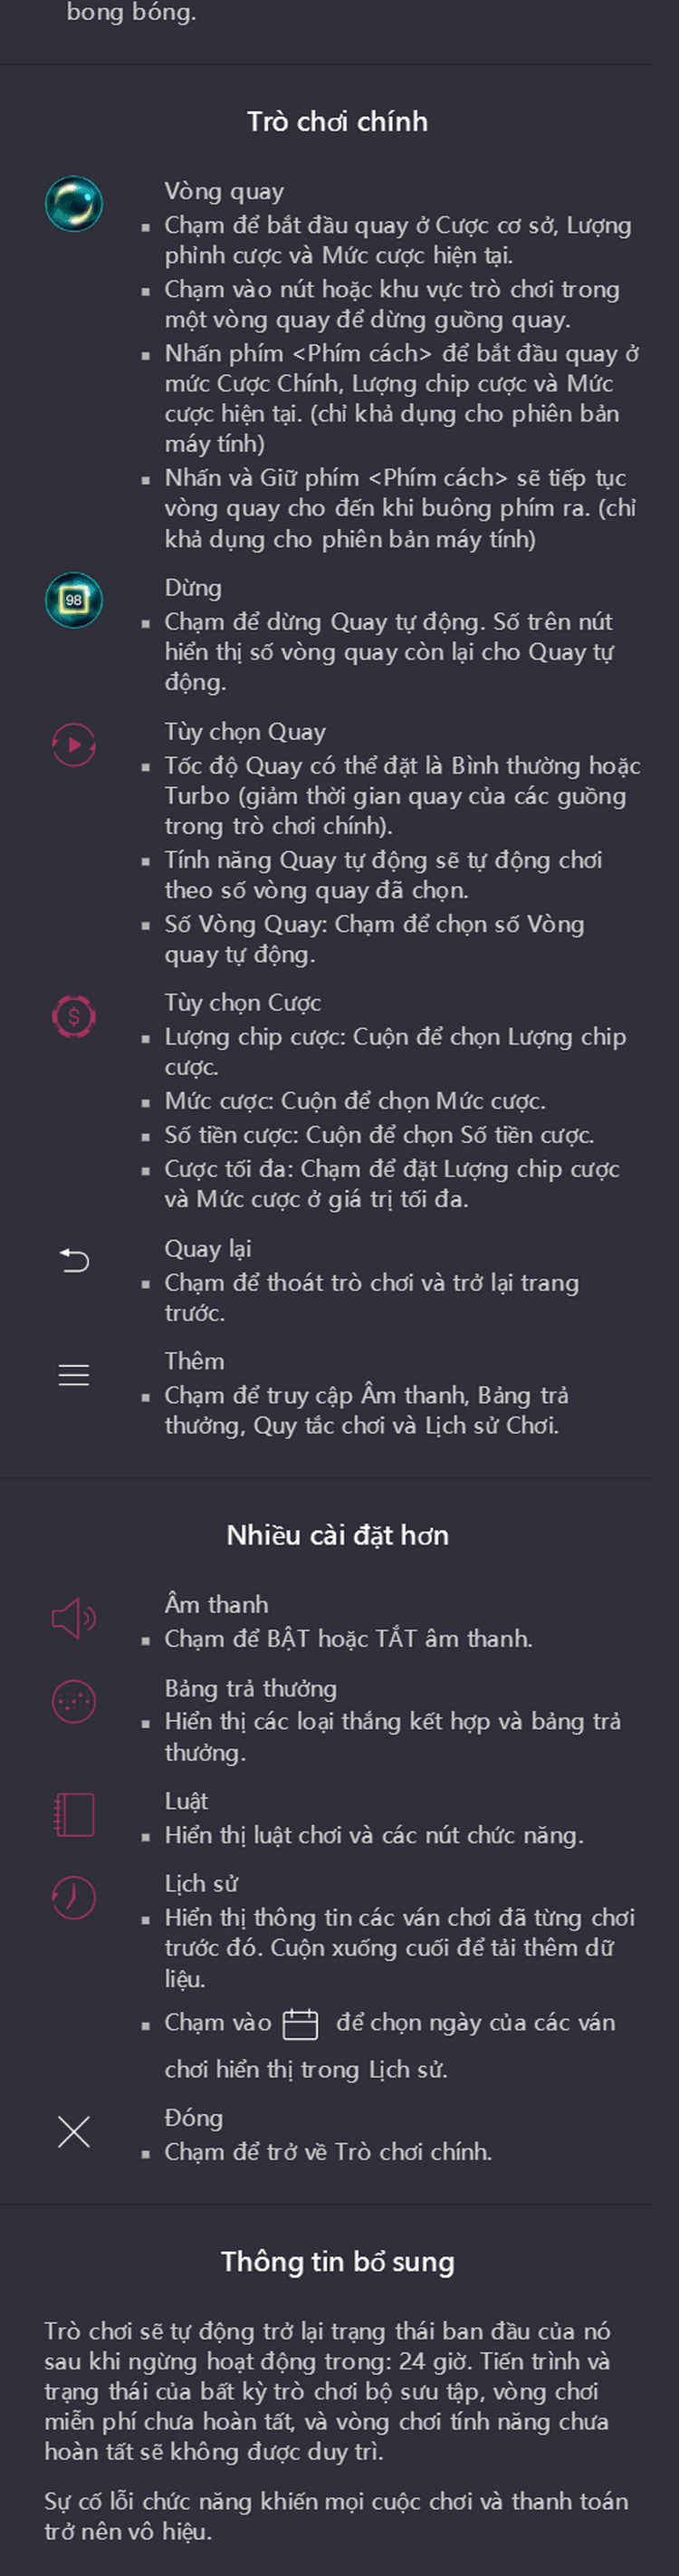 bong bóng.
Trò chơi chính
Vòng quay
▪ Chạm để bắt đầu quay ở Cược cơ sở, Lượng
phỉnh cược và Mức cược hiện tại.
▪ Chạm vào nút hoặc khu vực trò chơi trong
một vòng quay để dừng guồng quay.
▪ Nhấn phím <Phím cách> để bắt đầu quay ở
mức Cược Chính, Lượng chip cược và Mức
cược hiện tại. (chỉ khả dụng cho phiên bản
máy tính)
▪ Nhấn và Giữ phím <Phím cách> sẽ tiếp tục
vòng quay cho đến khi buông phím ra. (chỉ
khả dụng cho phiên bản máy tính)
98
Dừng
▪ Chạm để dừng Quay tự động. Số trên nút
hiển thị số vòng quay còn lại cho Quay tự
động.
Tùy chọn Quay
▪ Tốc độ Quay có thể đặt là Bình thường hoặc
Turbo (giảm thời gian quay của các guồng
trong trò chơi chính).
▪ Tính năng Quay tự động sẽ tự động chơi
theo số vòng quay đã chọn.
▪ Số Vòng Quay: Chạm để chọn số Vòng
quay tự động.
$
Tùy chọn Cược
▪ Lượng chip cược: Cuộn để chọn Lượng chip
cược.
▪ Mức cược: Cuộn để chọn Mức cược.
▪ Số tiền cược: Cuộn để chọn Số tiền cược.
▪ Cược tối đa: Chạm để đặt Lượng chip cược
và Mức cược ở giá trị tối đa.
Quay lại
▪ Chạm để thoát trò chơi và trở lại trang
trước.
Thêm
▪ Chạm để truy cập Âm thanh, Bảng trả
thưởng, Quy tắc chơi và Lịch sử Chơi.
Nhiều cài đặt hơn
Âm thanh
▪ Chạm để BẬT hoặc TẮT âm thanh.
Bảng trả thưởng
▪ Hiển thị các loại thắng kết hợp và bảng trả
thưởng.
Luật
▪ Hiển thị luật chơi và các nút chức năng.
Lịch sử
▪ Hiển thị thông tin các ván chơi đã từng chơi
trước đó. Cuộn xuống cuối để tải thêm dữ
liệu.
▪ Chạm vào để chọn ngày của các ván
chơi hiển thị trong Lịch sử.
Đóng
▪ Chạm để trở về Trò chơi chính.
Thông tin bổ sung
Trò chơi sẽ tự động trở lại trạng thái ban đầu của nó
sau khi ngừng hoạt động trong: 24 giờ. Tiến trình và
trạng thái của bất kỳ trò chơi bộ sưu tập, vòng chơi
miễn phí chưa hoàn tất, và vòng chơi tính năng chưa
hoàn tất sẽ không được duy trì.
Sự cố lỗi chức năng khiến mọi cuộc chơi và thanh toán
trở nên vô hiệu.